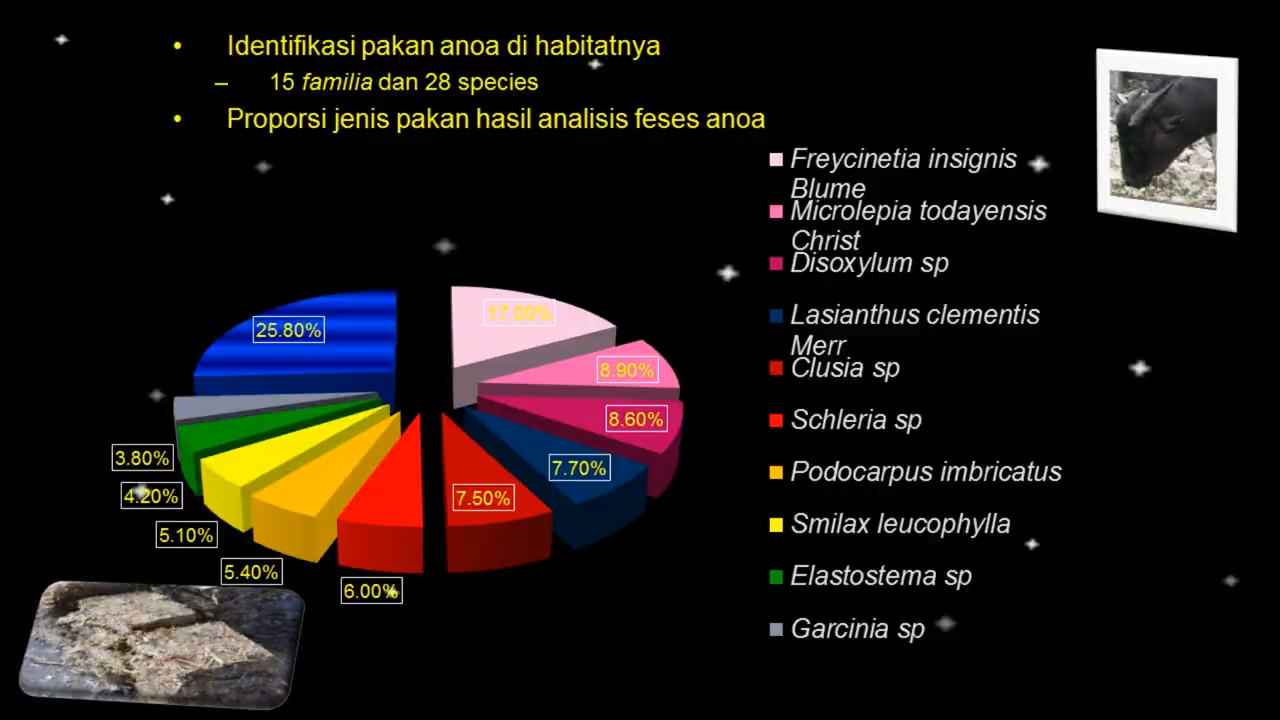 • Identifikasi pakan anoa di habitatnya
– 15 familia dan 28 species
• Proporsi jenis pakan hasil analisis feses anoa
Freycinetia insignis
Blume
Microlepia todayensis
Christ
Disoxylum sp
Lasianthus clementis
Merr
Clusia sp
Schleria sp
Podocarpus imbricatus
Smilax leucophylla
Elastostema sp
Garcinia sp
17.00%
8.90%
8.60%
7.70%
7.50%
6.00%
5.40%
5.10%
4.20%
3.80%
25.80%